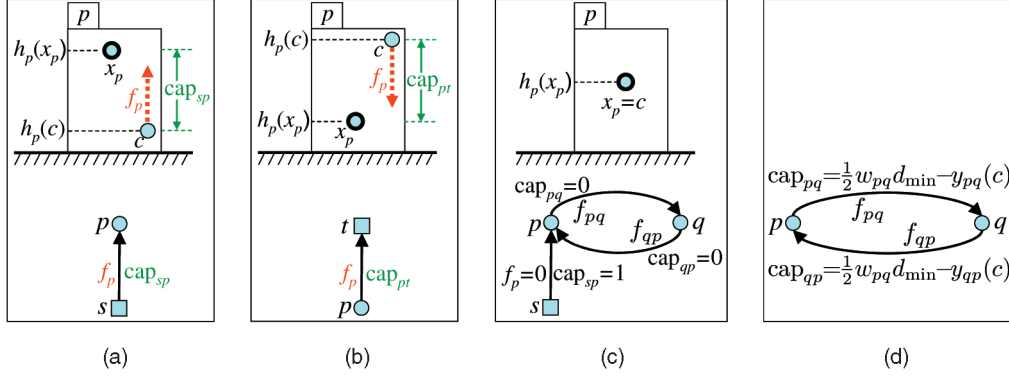 p
h_p(x_p)
x_p
cap_sp
f_p
h_p(c)
c
p
f_p cap_sp
s
(a)
p
h_p(c)
c
f_p
cap_pt
h_p(x_p)
x_p
t
f_p cap_pt
p
(b)
p
h_p(x_p)
x_p=c
cap_pq=0
f_pq
p q
f_qp
cap_qp=0
f_p=0 cap_sp=1
s
(c)
cap_pq=½w_pq d_min−y_pq(c)
f_pq
p q
f_qp
cap_qp=½w_pq d_min−y_qp(c)
(d)